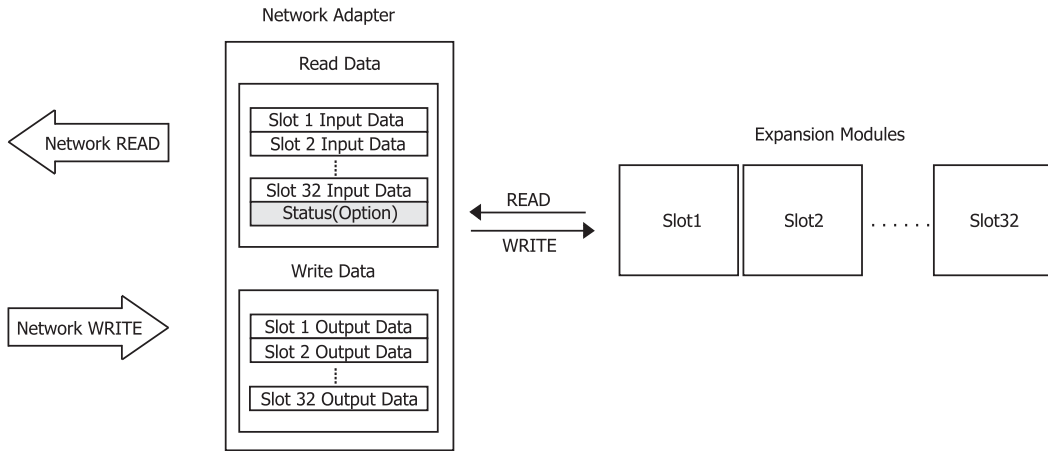 Network Adapter
Read Data
Slot 1 Input Data
Slot 2 Input Data
Slot 32 Input Data
Status(Option)
Network READ
Write Data
Slot 1 Output Data
Slot 2 Output Data
Slot 32 Output Data
Network WRITE
READ
WRITE
Expansion Modules
Slot1
Slot2
. . . . . .
Slot32